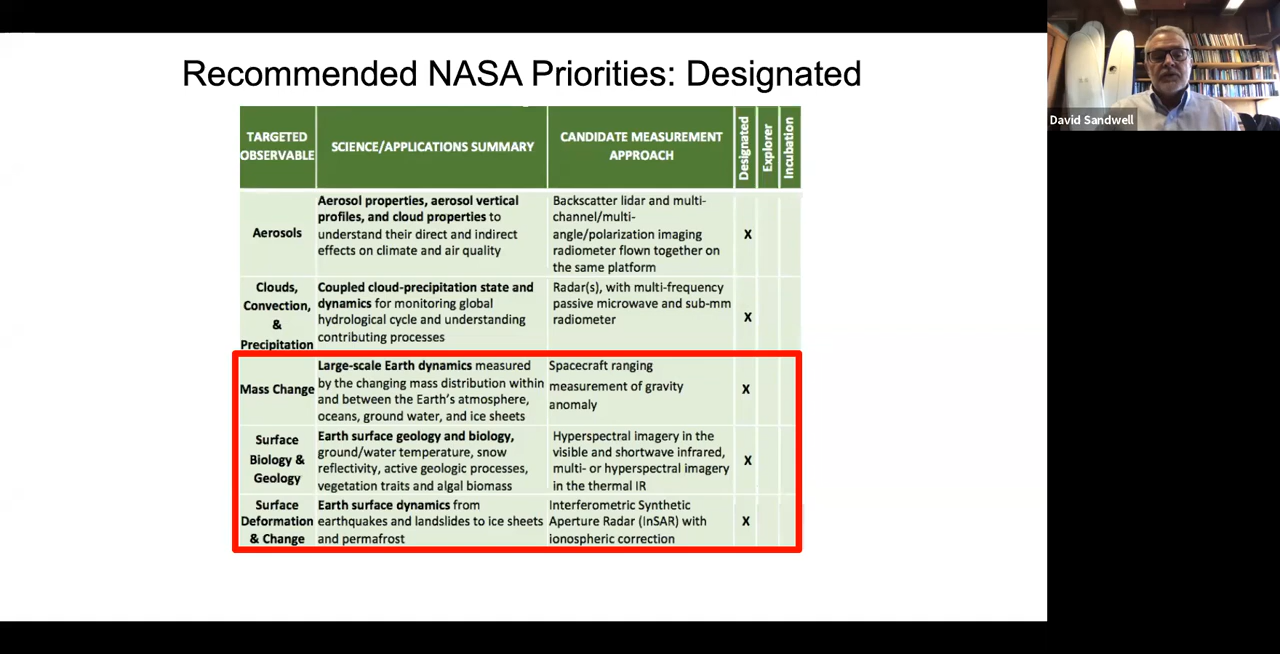 Recommended NASA Priorities: Designated
David Sandwell
TARGETED
OBSERVABLE
SCIENCE/APPLICATIONS SUMMARY
CANDIDATE MEASUREMENT
APPROACH
Designated
Explorer
Incubation
Aerosols
Aerosol properties, aerosol vertical
profiles, and cloud properties to
understand their direct and indirect
effects on climate and air quality
Backscatter lidar and multi-
channel/multi-
angle/polarization imaging
radiometer flown together on
the same platform
X
Clouds,
Convection,
&
Precipitation
Coupled cloud-precipitation state and
dynamics for monitoring global
hydrological cycle and understanding
contributing processes
Radar(s), with multi-frequency
passive microwave and sub-mm
radiometer
X
Mass Change
Large-scale Earth dynamics measured
by the changing mass distribution within
and between the Earth's atmosphere,
oceans, ground water, and ice sheets
Spacecraft ranging
measurement of gravity
anomaly
X
Surface
Biology &
Geology
Earth surface geology and biology,
ground/water temperature, snow
reflectivity, active geologic processes,
vegetation traits and algal biomass
Hyperspectral imagery in the
visible and shortwave infrared,
multi- or hyperspectral imagery
in the thermal IR
X
Surface
Deformation
& Change
Earth surface dynamics from
earthquakes and landslides to ice sheets
and permafrost
Interferometric Synthetic
Aperture Radar (InSAR) with
ionospheric correction
X